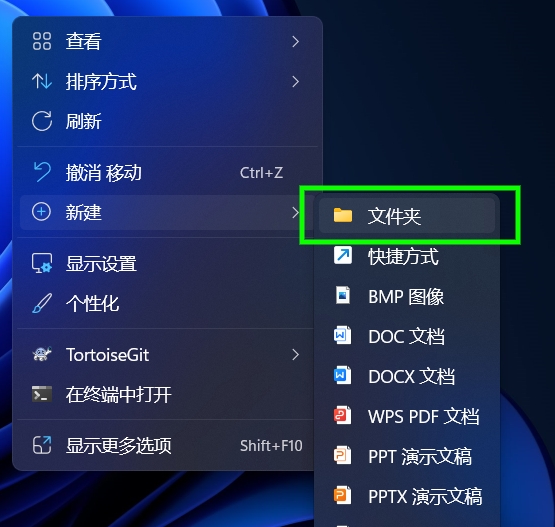 查看
排序方式
刷新
撤消 移动 Ctrl+Z
新建
显示设置
个性化
TortoiseGit
在终端中打开
显示更多选项 Shift+F10
文件夹
快捷方式
BMP 图像
DOC 文档
DOCX 文档
WPS PDF 文档
PPT 演示文稿
PPTX 演示文稿